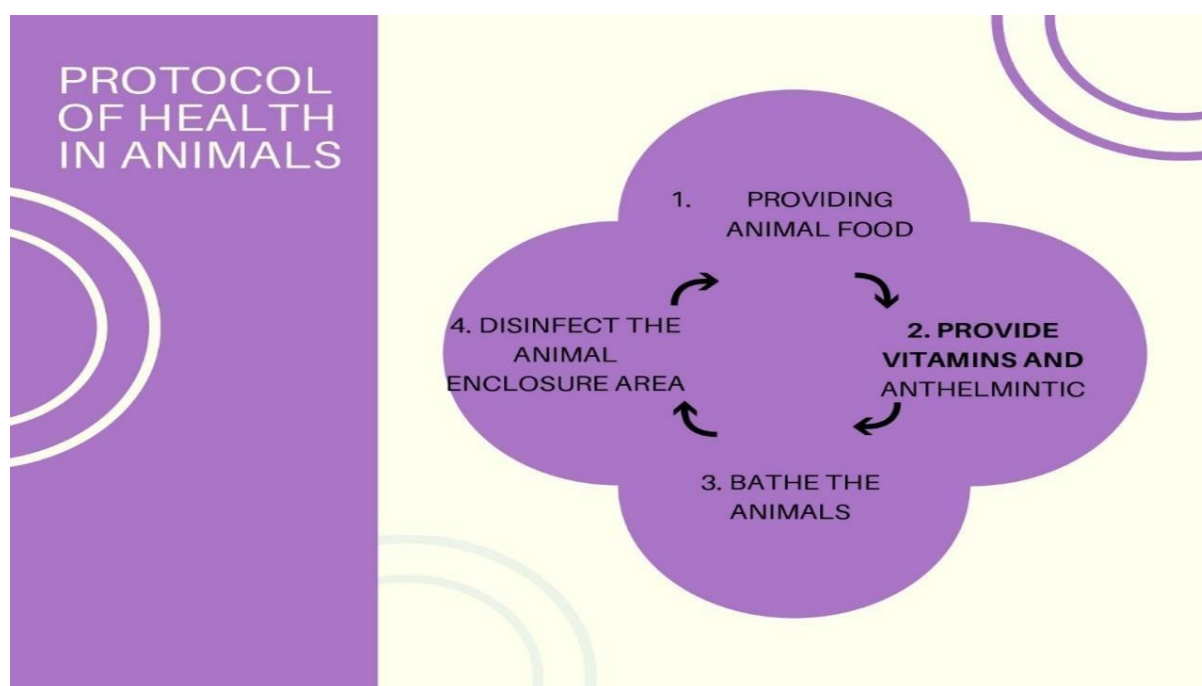 PROTOCOL
OF HEALTH
IN ANIMALS
1. PROVIDING
ANIMAL FOOD
2. PROVIDE
VITAMINS AND
ANTHELMINTIC
3. BATHE THE
ANIMALS
4. DISINFECT THE
ANIMAL
ENCLOSURE AREA